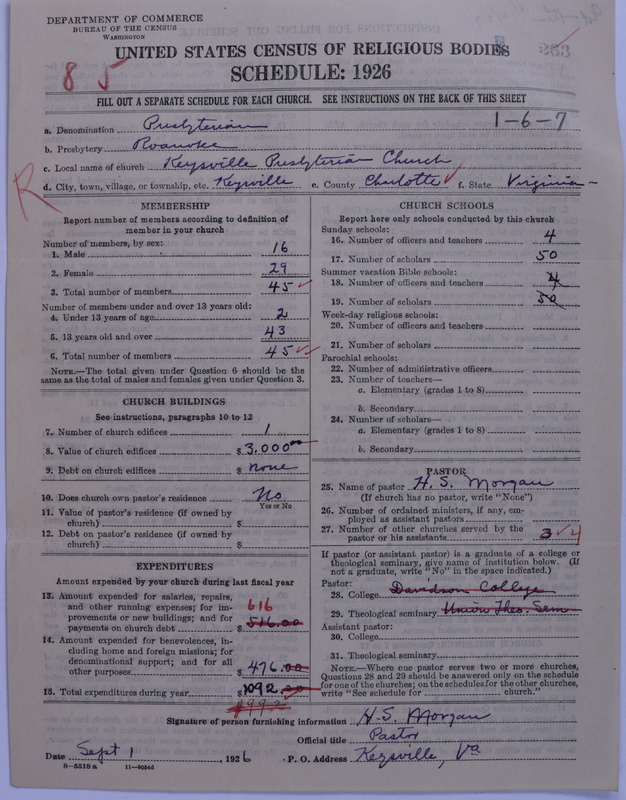 DEPARTMENT OF COMMERCE
BUREAU OF THE CENSUS
WASHINGTON
UNITED STATES CENSUS OF RELIGIOUS BODIES
263
8 5
SCHEDULE: 1926
FILL OUT A SEPARATE SCHEDULE FOR EACH CHURCH. SEE INSTRUCTIONS ON THE BACK OF THIS SHEET
1-6-7
a. Denomination Presbyterian
b. Presbytery Roanoke
c. Local name of church Keysville Presbyterian Church
R
d. City, town, village, or township, etc. Keysville e. County Charlotte f. State Virginia
MEMBERSHIP
Report number of members according to definition of
member in your church
Number of members, by sex:
1. Male 16
2. Female 29
3. Total number of members 45
Number of members under and over 13 years old:
4. Under 13 years of age 2
5. 13 years old and over 43
6. Total number of members 45
NOTE.—The total given under Question 6 should be the
same as the total of males and females given under Question 3.
CHURCH BUILDINGS
See instructions, paragraphs 10 to 12
7. Number of church edifices 1
8. Value of church edifices $ 3.000 00
9. Debt on church edifices $ none
10. Does church own pastor's residence No
Yes or No
11. Value of pastor's residence (if owned by
church) $
12. Debt on pastor's residence (if owned by
church) $
EXPENDITURES
Amount expended by your church during last fiscal year
13. Amount expended for salaries, repairs,
and other running expenses; for im- 616
provements or new buildings; and for
payments on church debt $ 516.00
14. Amount expended for benevolences, in-
cluding home and foreign missions; for
denominational support; and for all
other purposes $ 476.00
15. Total expenditures during year $ 1092.00
$992
CHURCH SCHOOLS
Report here only schools conducted by this church
Sunday schools:
16. Number of officers and teachers 4
17. Number of scholars 50
Summer vacation Bible schools:
18. Number of officers and teachers 4
19. Number of scholars 50
Week-day religious schools:
20. Number of officers and teachers
21. Number of scholars
Parochial schools:
22. Number of administrative officers
23. Number of teachers—
a. Elementary (grades 1 to 8)
b. Secondary
24. Number of scholars—
a. Elementary (grades 1 to 8)
b. Secondary
PASTOR
25. Name of pastor H. S. Morgan
(If church has no pastor, write "None")
26. Number of ordained ministers, if any, em-
ployed as assistant pastors
27. Number of other churches served by the
pastor or his assistants 3 4
If pastor (or assistant pastor) is a graduate of a college or
theological seminary, give name of institution below. (If
not a graduate, write "No" in the space indicated.)
Pastor:
28. College Davidson College
29. Theological seminary Union Theo. Sem
Assistant pastor:
30. College
31. Theological seminary
NOTE.—Where one pastor serves two or more churches,
Questions 28 and 29 should be answered only on the schedule
for one of the churches; on the schedules for the other churches,
write "See schedule for church."
Signature of person furnishing information H. S. Morgan
Official title Pastor
Date Sept 1, 1926 P. O. Address Keysville, Va
8—5318a